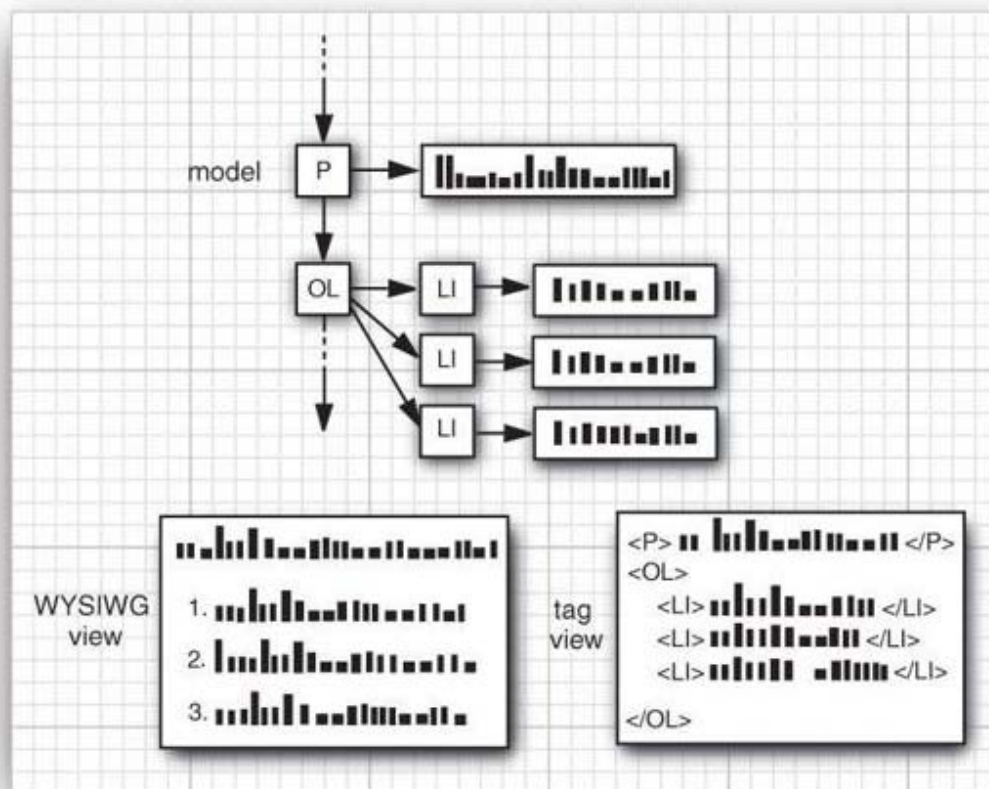 model
P
OL
LI
LI
LI
WYSIWG
view
1.
2.
3.
tag
view
<P> </P>
<OL>
<LI> </LI>
<LI> </LI>
<LI> </LI>
</OL>